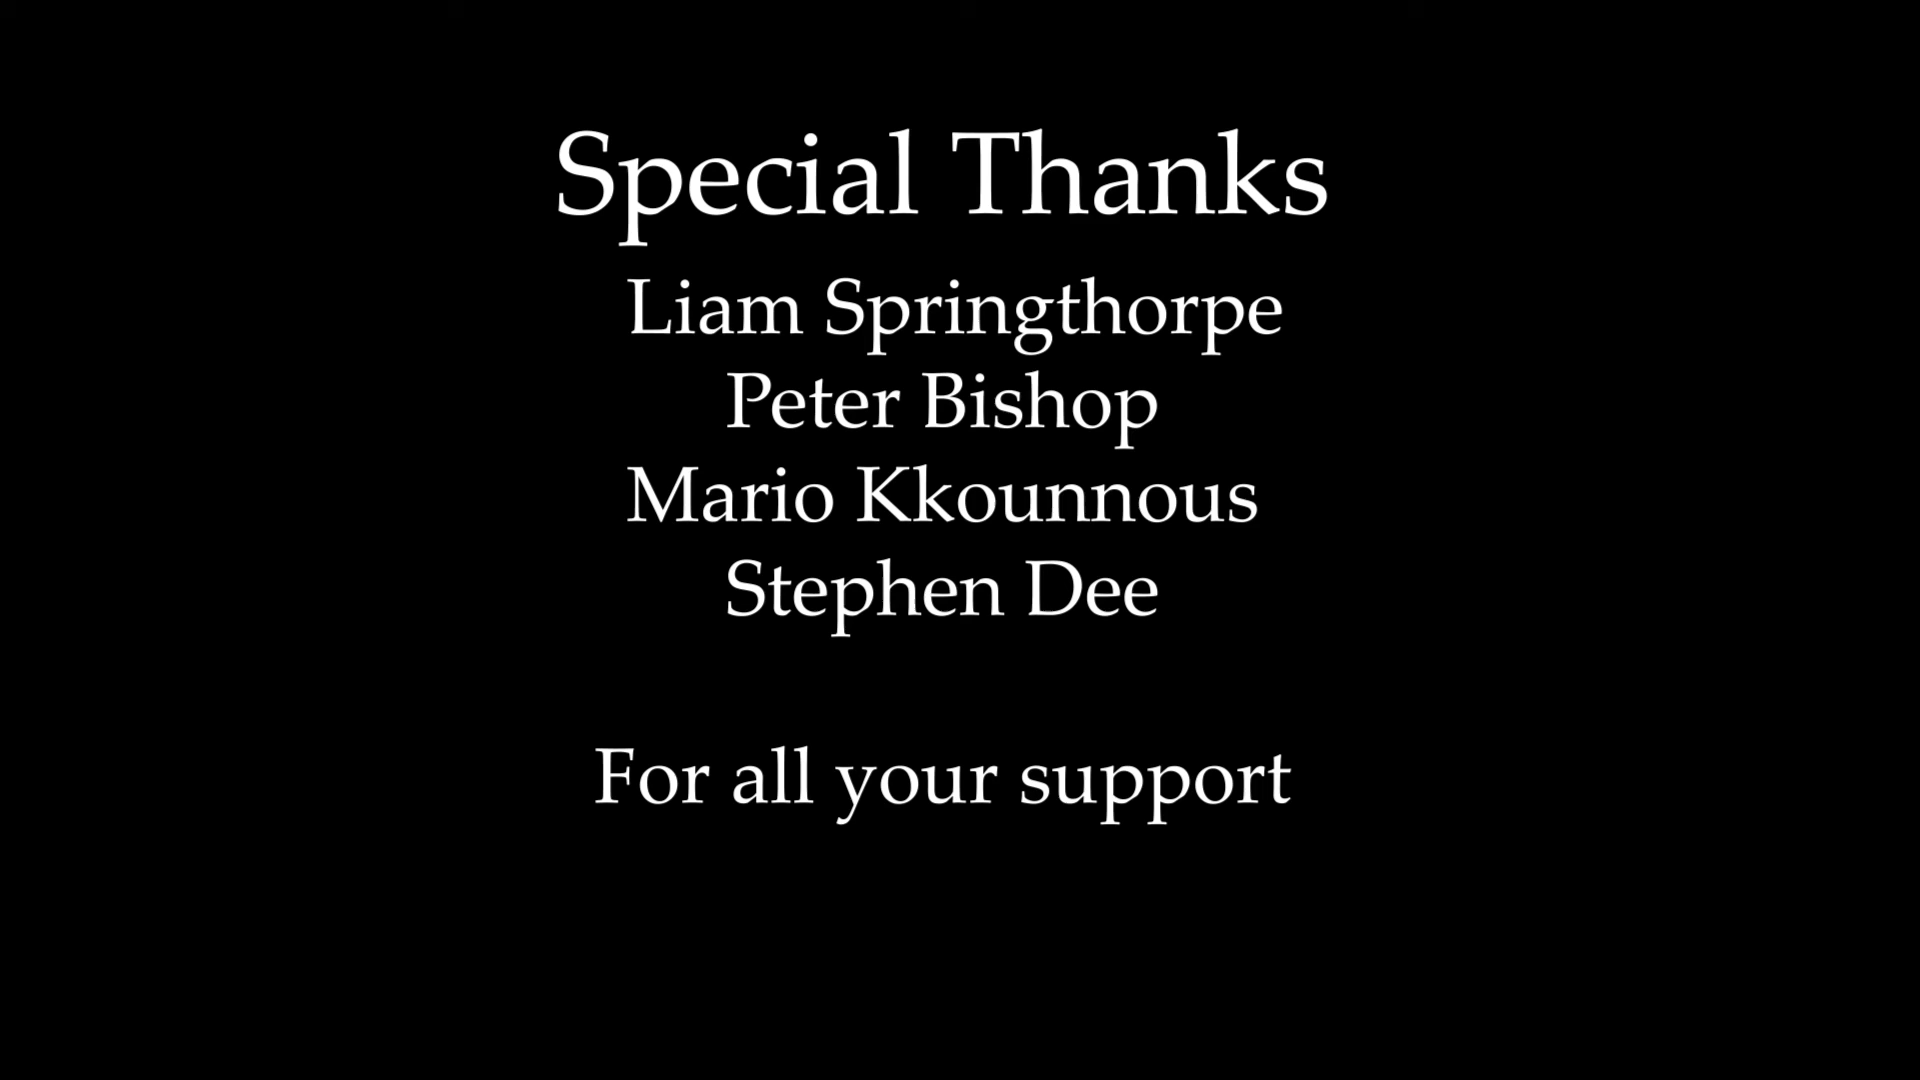 Special Thanks
Liam Springthorpe
Peter Bishop
Mario Kkounnous
Stephen Dee
For all your support